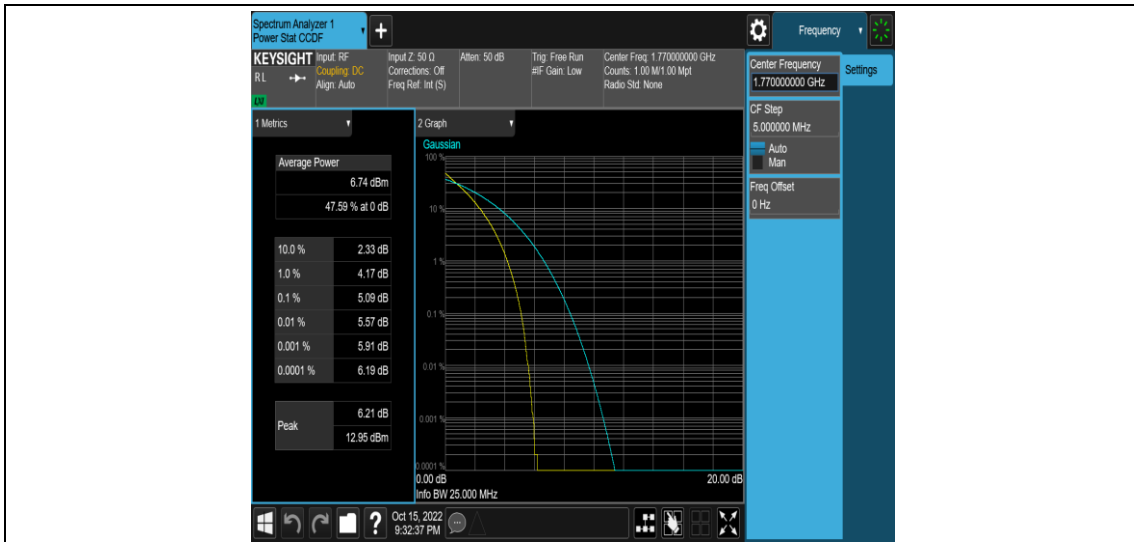 Spectrum Analyzer 1
Power Stat CCDF
+
Frequency
KEYSIGHT
RL
LXI
Input: RF
Coupling: DC
Align: Auto
Input Z: 50 Ω
Corrections: Off
Freq Ref: Int (S)
Atten: 50 dB
Trig: Free Run
#IF Gain: Low
Center Freq: 1.770000000 GHz
Counts: 1.00 M/1.00 Mpt
Radio Std: None
Center Frequency
1.770000000 GHz
Settings
CF Step
5.000000 MHz
Auto
Man
Freq Offset
0 Hz
1 Metrics
Average Power
6.74 dBm
47.59 % at 0 dB
10.0 % 2.33 dB
1.0 % 4.17 dB
0.1 % 5.09 dB
0.01 % 5.57 dB
0.001 % 5.91 dB
0.0001 % 6.19 dB
Peak
6.21 dB
12.95 dBm
2 Graph
Gaussian
100 %
10 %
1 %
0.1 %
0.01 %
0.001 %
0.0001 %
0.00 dB 20.00 dB
Info BW 25.000 MHz
?
Oct 15, 2022
9:32:37 PM